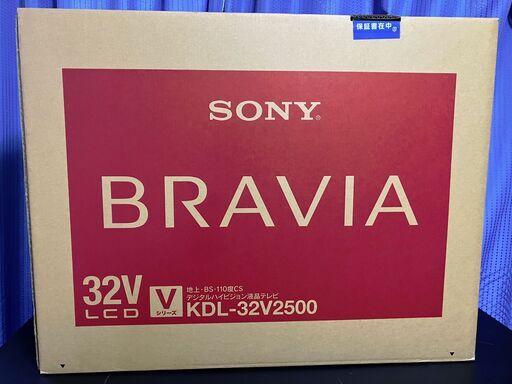 保証書在中
SONY®
BRAVIA
32V
LCD
V
シリーズ
地上・BS・110度CS
デジタルハイビジョン液晶テレビ
KDL-32V2500